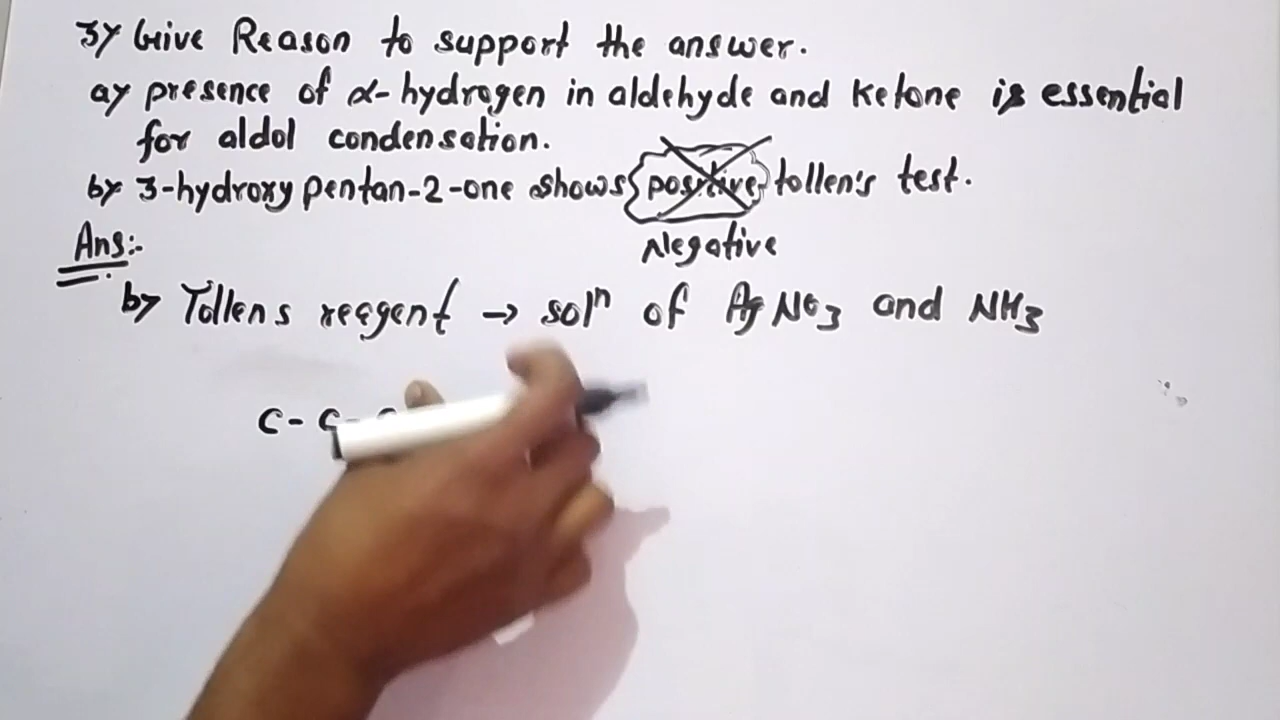 3) Give Reason to support the answer.
a) presence of α-hydrogen in aldehyde and Ketone is essential
for aldol condensation.
b) 3-hydroxy pentan-2-one shows positive tollen's test.
Negative
Ans:-
b) Tollens reagent → solⁿ of AgNO3 and NH3
C-C-